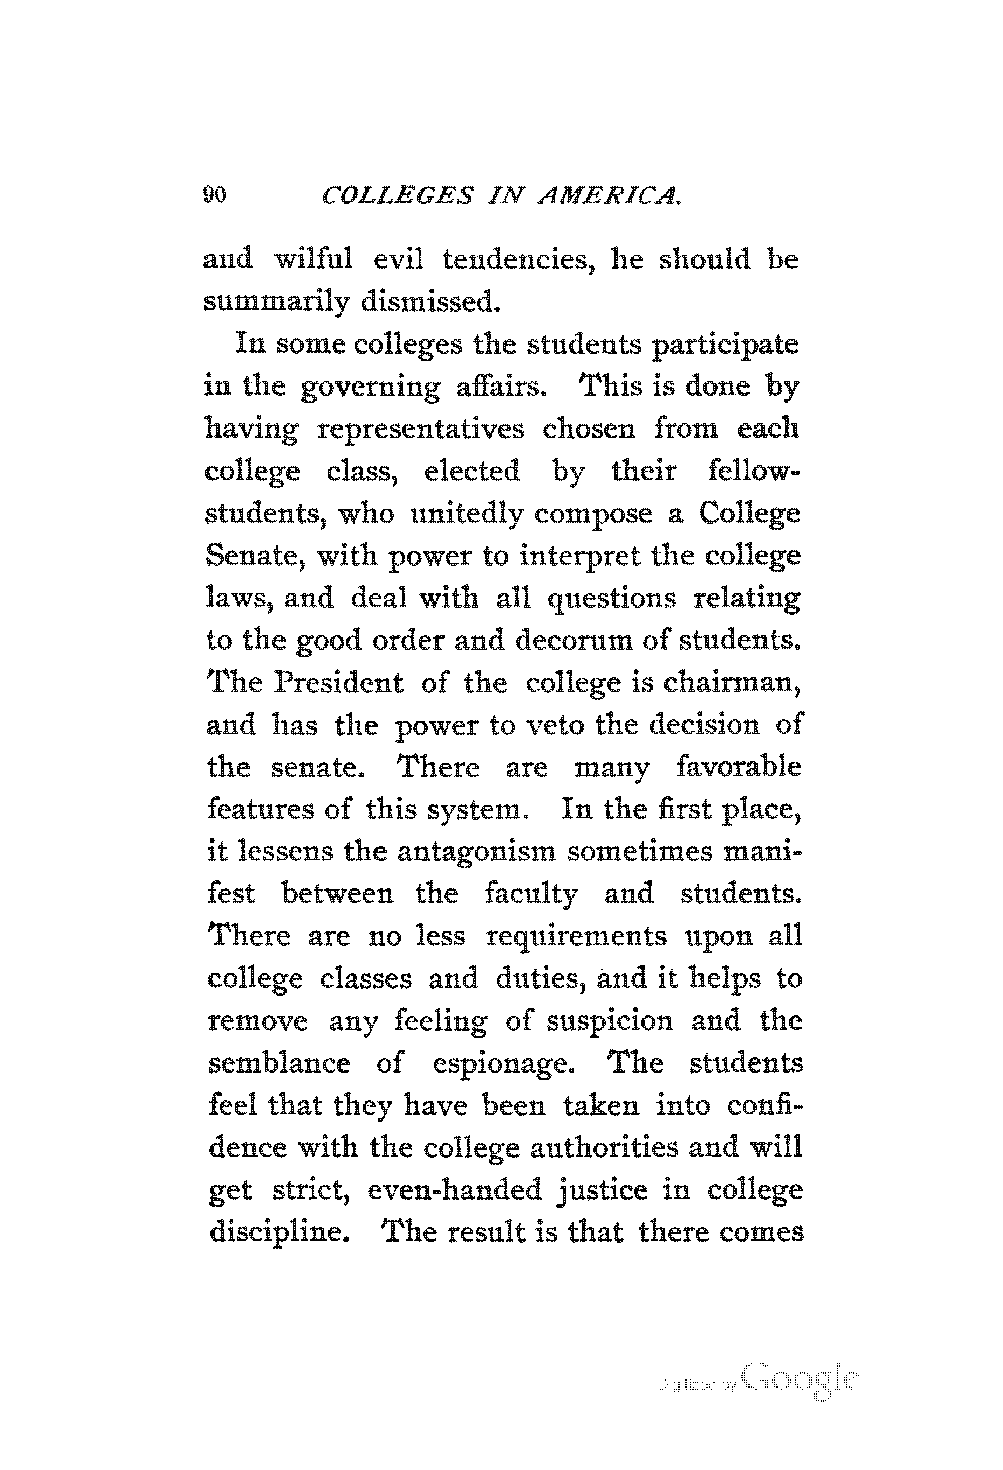 90 COLLEGES IN AMERICA.
and wilful evil tendencies, he should be
summarily dismissed.
In some colleges the students participate
in the governing affairs. This is done by
having representatives chosen from each
college class, elected by their fellow-
students, who unitedly compose a College
Senate, with power to interpret the college
laws, and deal with all questions relating
to the good order and decorum of students.
The President of the college is chairman,
and has the power to veto the decision of
the senate. There are many favorable
features of this system. In the first place,
it lessens the antagonism sometimes mani-
fest between the faculty and students.
There are no less requirements upon all
college classes and duties, and it helps to
remove any feeling of suspicion and the
semblance of espionage. The students
feel that they have been taken into confi-
dence with the college authorities and will
get strict, even-handed justice in college
discipline. The result is that there comes
Digitized by Google